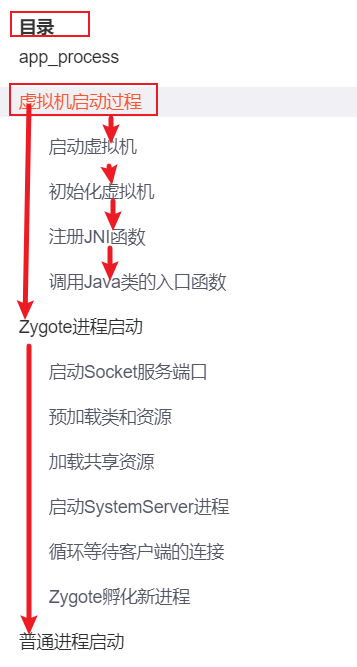 目录
app_process
虚拟机启动过程
启动虚拟机
初始化虚拟机
注册JNI函数
调用Java类的入口函数
Zygote进程启动
启动Socket服务端口
预加载类和资源
加载共享资源
启动SystemServer进程
循环等待客户端的连接
Zygote孵化新进程
普通进程启动